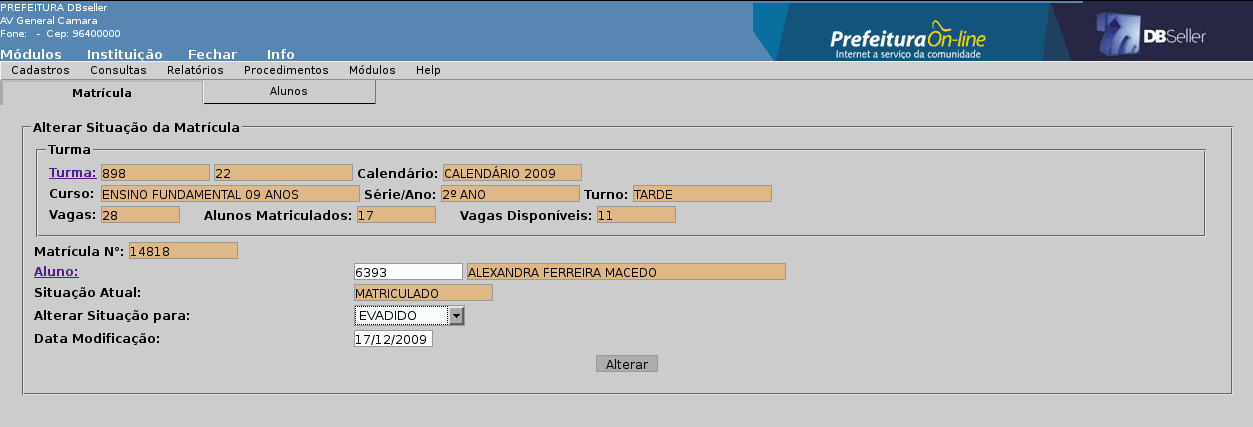 PREFEITURA DBseller
AV General Camara
Fone: - Cep: 96400000
Prefeitura On-line
Internet a serviço da comunidade
DBSeller
Módulos Instituição Fechar Info
Cadastros Consultas Relatórios Procedimentos Módulos Help
Matrícula Alunos
Alterar Situação da Matrícula
Turma
Turma: 898 22 Calendário: CALENDÁRIO 2009
Curso: ENSINO FUNDAMENTAL 09 ANOS Série/Ano: 2º ANO Turno: TARDE
Vagas: 28 Alunos Matriculados: 17 Vagas Disponíveis: 11
Matrícula N°: 14818
Aluno: 6393 ALEXANDRA FERREIRA MACEDO
Situação Atual: MATRICULADO
Alterar Situação para: EVADIDO
Data Modificação: 17/12/2009
Alterar